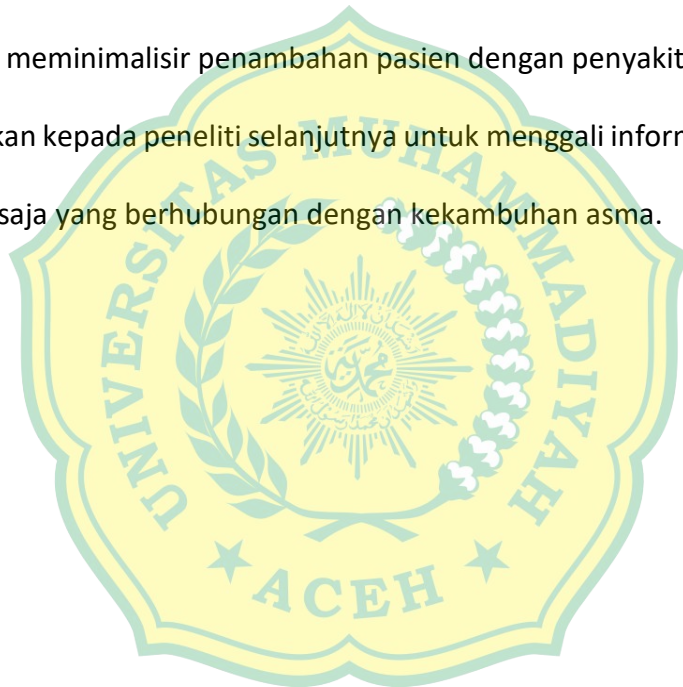 meminimalisir penambahan pasien dengan penyakit
kan kepada peneliti selanjutnya untuk menggali infor
saja yang berhubungan dengan kekambuhan asma.
UNIVERSITAS MUHAMMADIYAH
ACEH